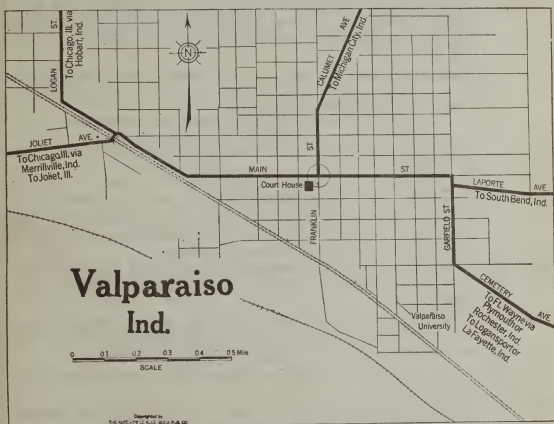 LOGAN ST.
To Chicago, Ill. via
Hobart, Ind.
N
CALUMET AVE
To Michigan City, Ind.
JOLIET AVE.
To Chicago, Ill. via
Merrillville, Ind.
To Joliet, Ill.
MAIN ST
Court House
FRANKLIN ST
LAPORTE AVE.
To South Bend, Ind.
GARFIELD ST
CEMETERY AVE.
To Ft. Wayne via
Plymouth or
Rochester, Ind.
To Logansport or
La Fayette, Ind.
Valparaiso
University
Valparaiso
Ind.
0 0.1 0.2 0.3 0.4 0.5 Mile
SCALE
Copyrighted by